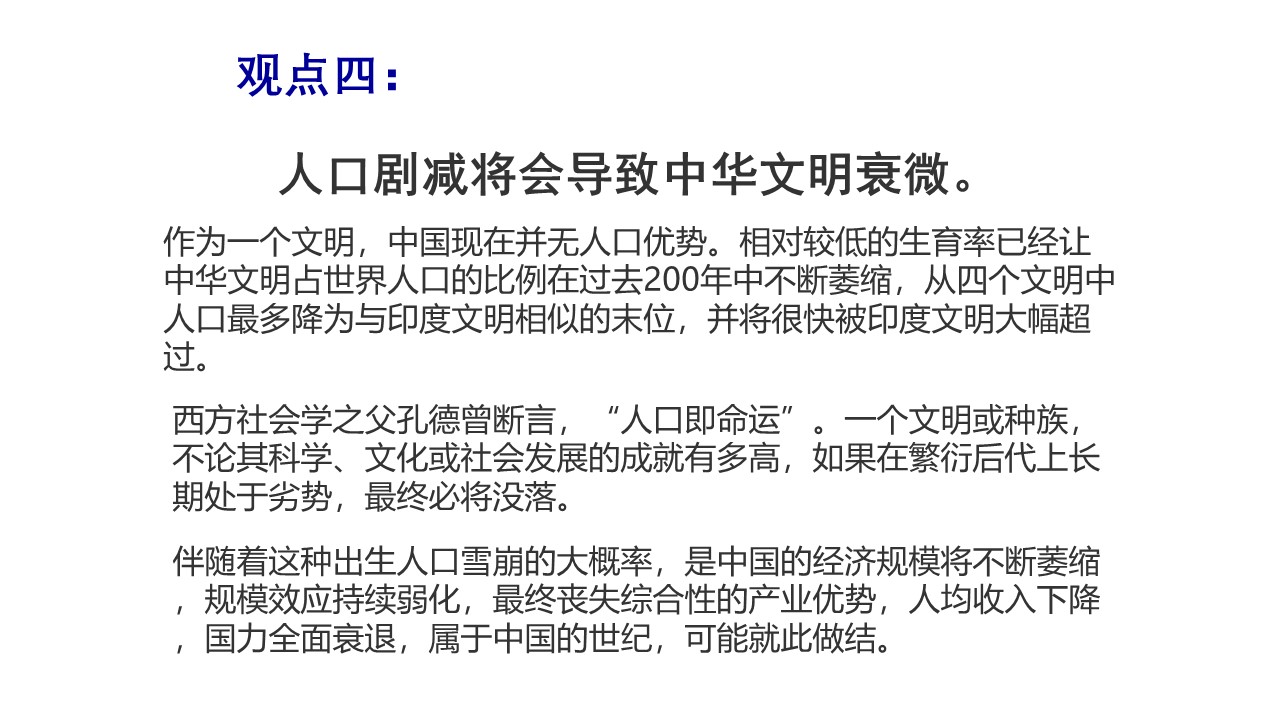 观点四：
人口剧减将会导致中华文明衰微。
作为一个文明，中国现在并无人口优势。相对较低的生育率已经让
中华文明占世界人口的比例在过去200年中不断萎缩，从四个文明中
人口最多降为与印度文明相似的末位，并将很快被印度文明大幅超
过。
西方社会学之父孔德曾断言，“人口即命运”。一个文明或种族，
不论其科学、文化或社会发展的成就有多高，如果在繁衍后代上长
期处于劣势，最终必将没落。
伴随着这种出生人口雪崩的大概率，是中国的经济规模将不断萎缩
，规模效应持续弱化，最终丧失综合性的产业优势，人均收入下降
，国力全面衰退，属于中国的世纪，可能就此做结。